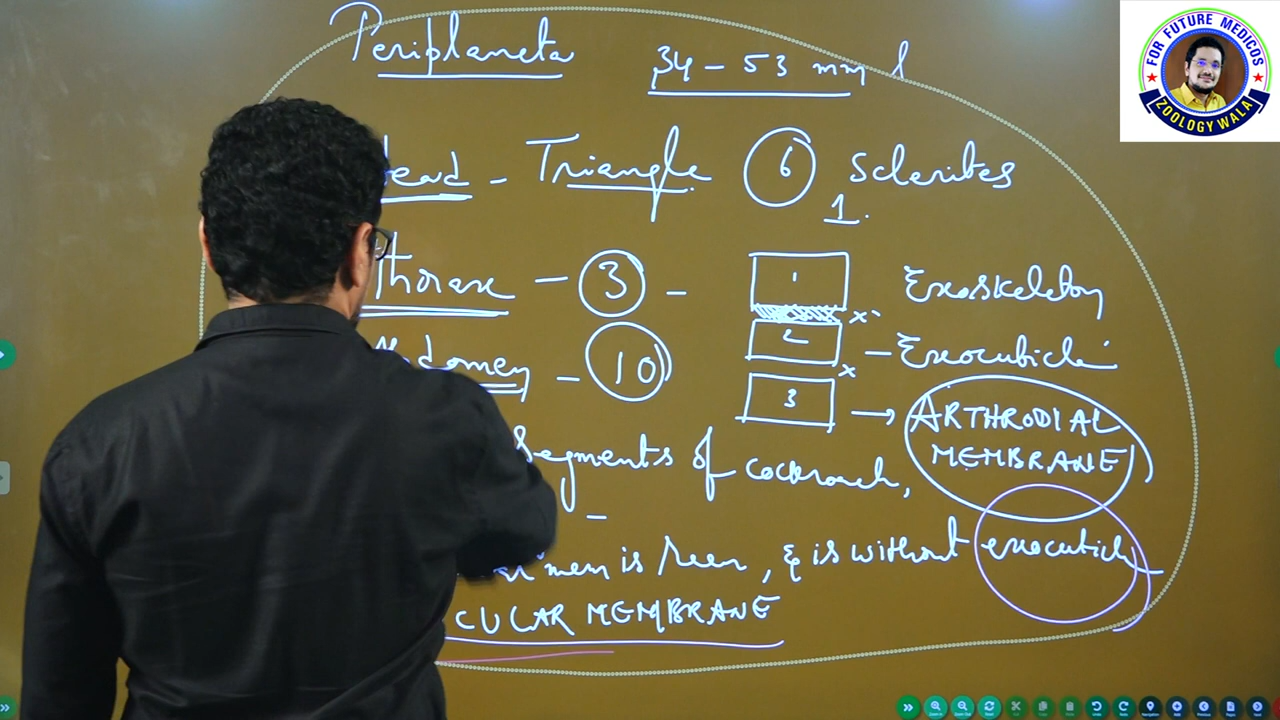 Periplaneta 34 - 53 mm l
Head - Triangle 6 Sclerites
1.
Thorax - 3 - 1 Exoskeleton
2 - Exocuticle
Abdomen - 10 3 → ARTHRODIAL MEMBRANE
Segments of cockroach,
is seen, & is without exocuticle
CULAR MEMBRANE
FOR FUTURE MEDICOS
ZOOLOGY WALA